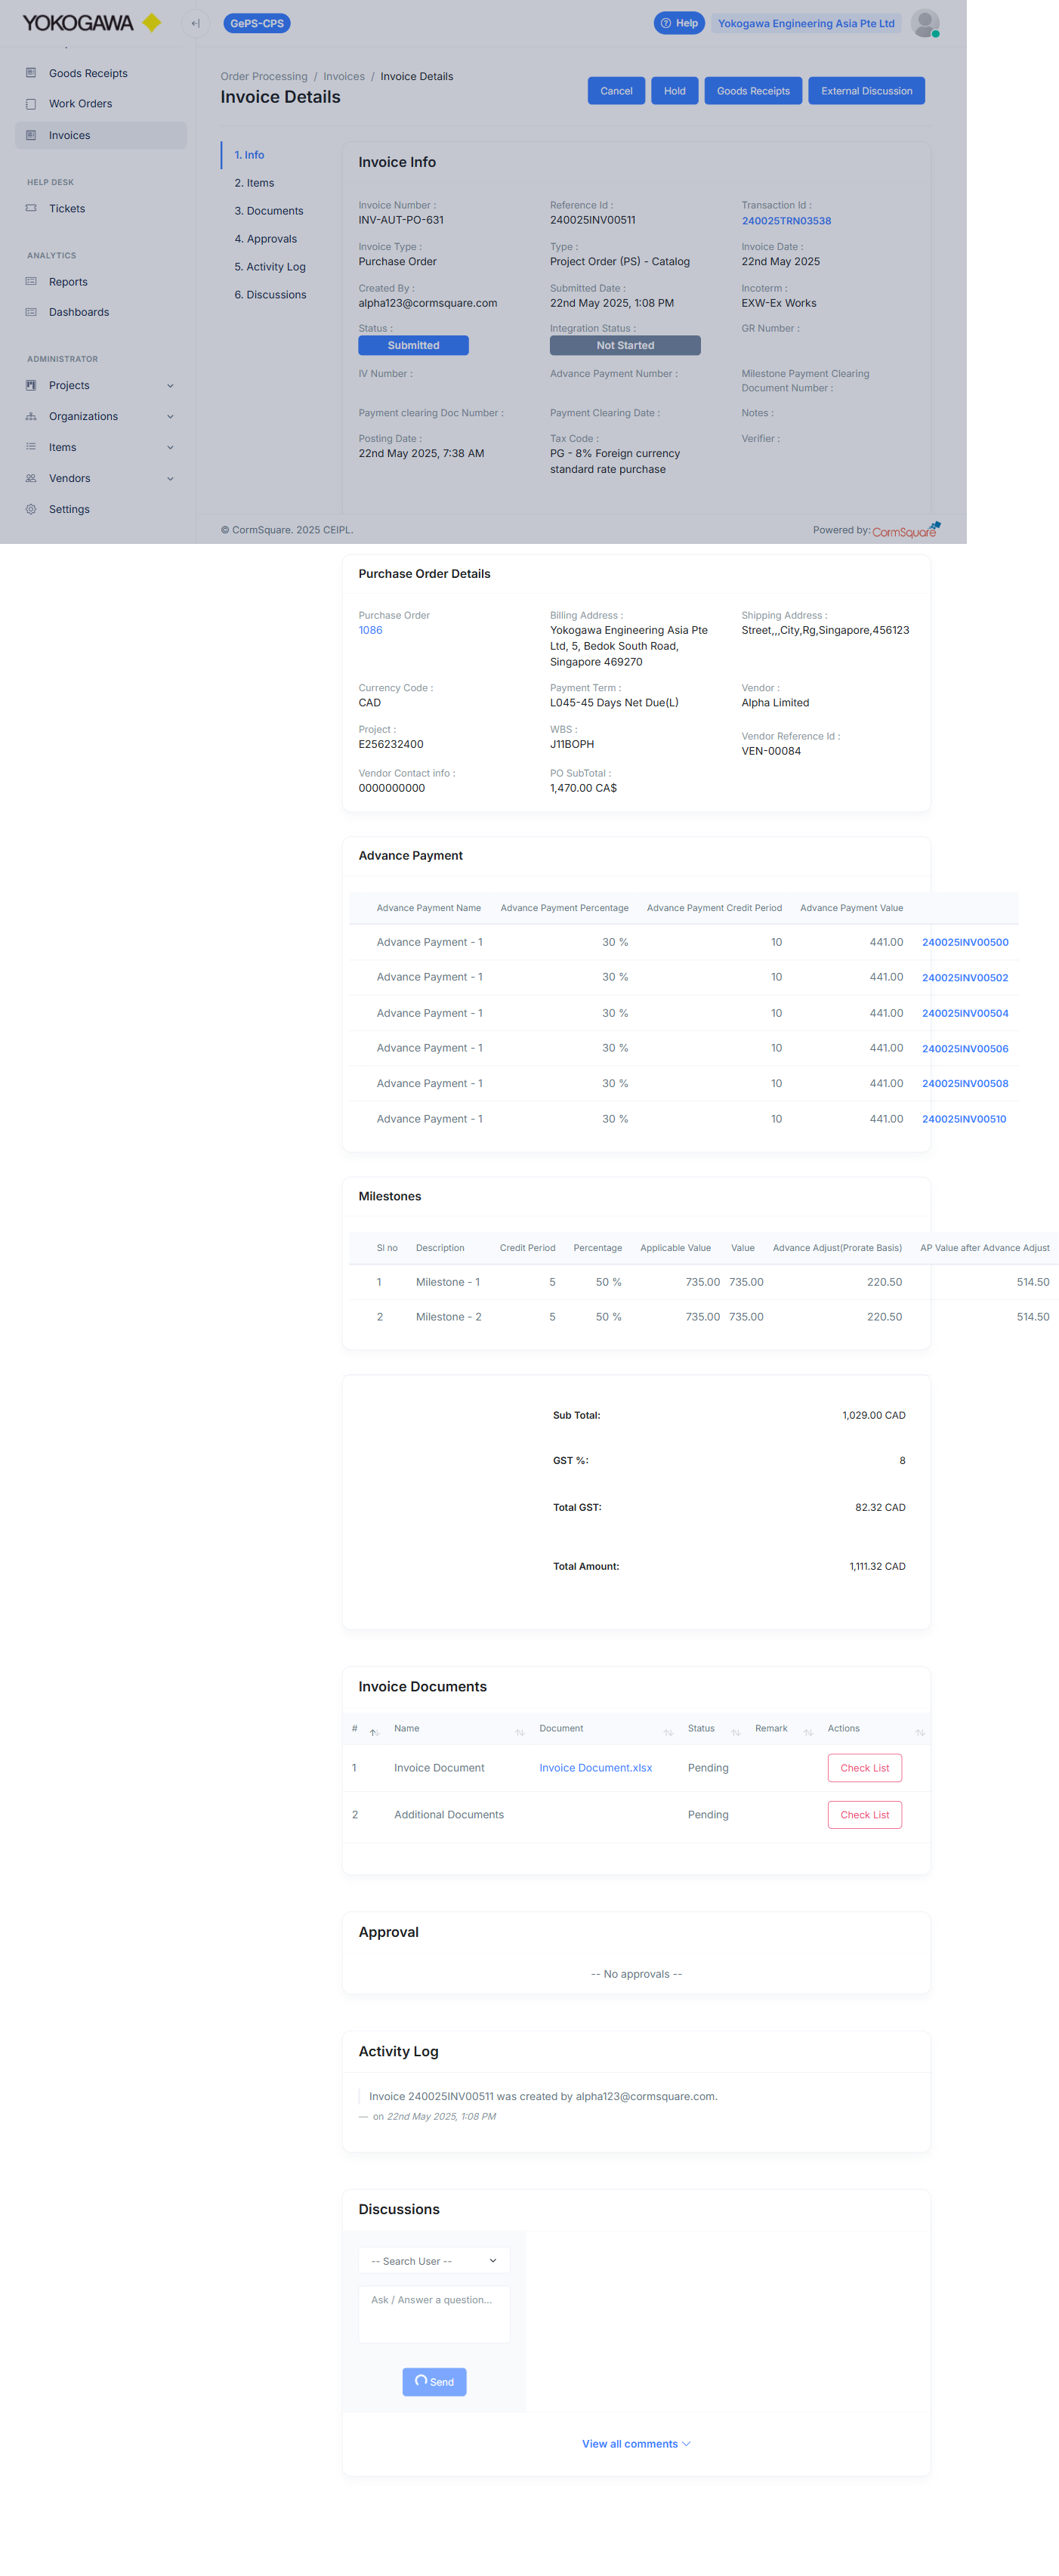 YOKOGAWA
GePS-CPS
Help
Yokogawa Engineering Asia Pte Ltd
Goods Receipts
Work Orders
Invoices
HELP DESK
Tickets
ANALYTICS
Reports
Dashboards
ADMINISTRATOR
Projects
Organizations
Items
Vendors
Settings
Order Processing / Invoices / Invoice Details
Invoice Details
Cancel
Hold
Goods Receipts
External Discussion
1. Info
2. Items
3. Documents
4. Approvals
5. Activity Log
6. Discussions
Invoice Info
Invoice Number :
INV-AUT-PO-631
Reference Id :
240025INV00511
Transaction Id :
240025TRN03538
Invoice Type :
Purchase Order
Type :
Project Order (PS) - Catalog
Invoice Date :
22nd May 2025
Created By :
alpha123@cormsquare.com
Submitted Date :
22nd May 2025, 1:08 PM
Incoterm :
EXW-Ex Works
Status :
Submitted
Integration Status :
Not Started
GR Number :
IV Number :
Advance Payment Number :
Milestone Payment Clearing
Document Number :
Payment clearing Doc Number :
Payment Clearing Date :
Notes :
Posting Date :
22nd May 2025, 7:38 AM
Tax Code :
PG - 8% Foreign currency
standard rate purchase
Verifier :
© CormSquare. 2025 CEIPL.
Powered by: CormSquare
Purchase Order Details
Purchase Order
1086
Billing Address :
Yokogawa Engineering Asia Pte
Ltd, 5, Bedok South Road,
Singapore 469270
Shipping Address :
Street,,,City,Rg,Singapore,456123
Currency Code :
CAD
Payment Term :
L045-45 Days Net Due(L)
Vendor :
Alpha Limited
Project :
E256232400
WBS :
J11BOPH
Vendor Reference Id :
VEN-00084
Vendor Contact info :
0000000000
PO SubTotal :
1,470.00 CA$
Advance Payment
Advance Payment Name Advance Payment Percentage Advance Payment Credit Period Advance Payment Value
Advance Payment - 1 30 % 10 441.00 240025INV00500
Advance Payment - 1 30 % 10 441.00 240025INV00502
Advance Payment - 1 30 % 10 441.00 240025INV00504
Advance Payment - 1 30 % 10 441.00 240025INV00506
Advance Payment - 1 30 % 10 441.00 240025INV00508
Advance Payment - 1 30 % 10 441.00 240025INV00510
Milestones
Sl no Description Credit Period Percentage Applicable Value Value Advance Adjust(Prorate Basis) AP Value after Advance Adjust
1 Milestone - 1 5 50 % 735.00 735.00 220.50 514.50
2 Milestone - 2 5 50 % 735.00 735.00 220.50 514.50
Sub Total: 1,029.00 CAD
GST %: 8
Total GST: 82.32 CAD
Total Amount: 1,111.32 CAD
Invoice Documents
# Name Document Status Remark Actions
1 Invoice Document Invoice Document.xlsx Pending Check List
2 Additional Documents Pending Check List
Approval
-- No approvals --
Activity Log
Invoice 240025INV00511 was created by alpha123@cormsquare.com.
— on 22nd May 2025, 1:08 PM
Discussions
-- Search User --
Ask / Answer a question...
Send
View all comments